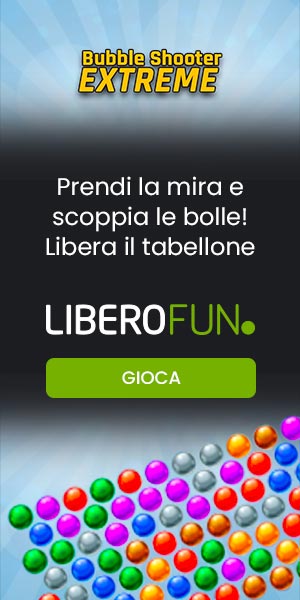 Bubble Shooter
EXTREME
Prendi la mira e
scoppia le bolle!
Libera il tabellone
LIBEROFUN.
GIOCA